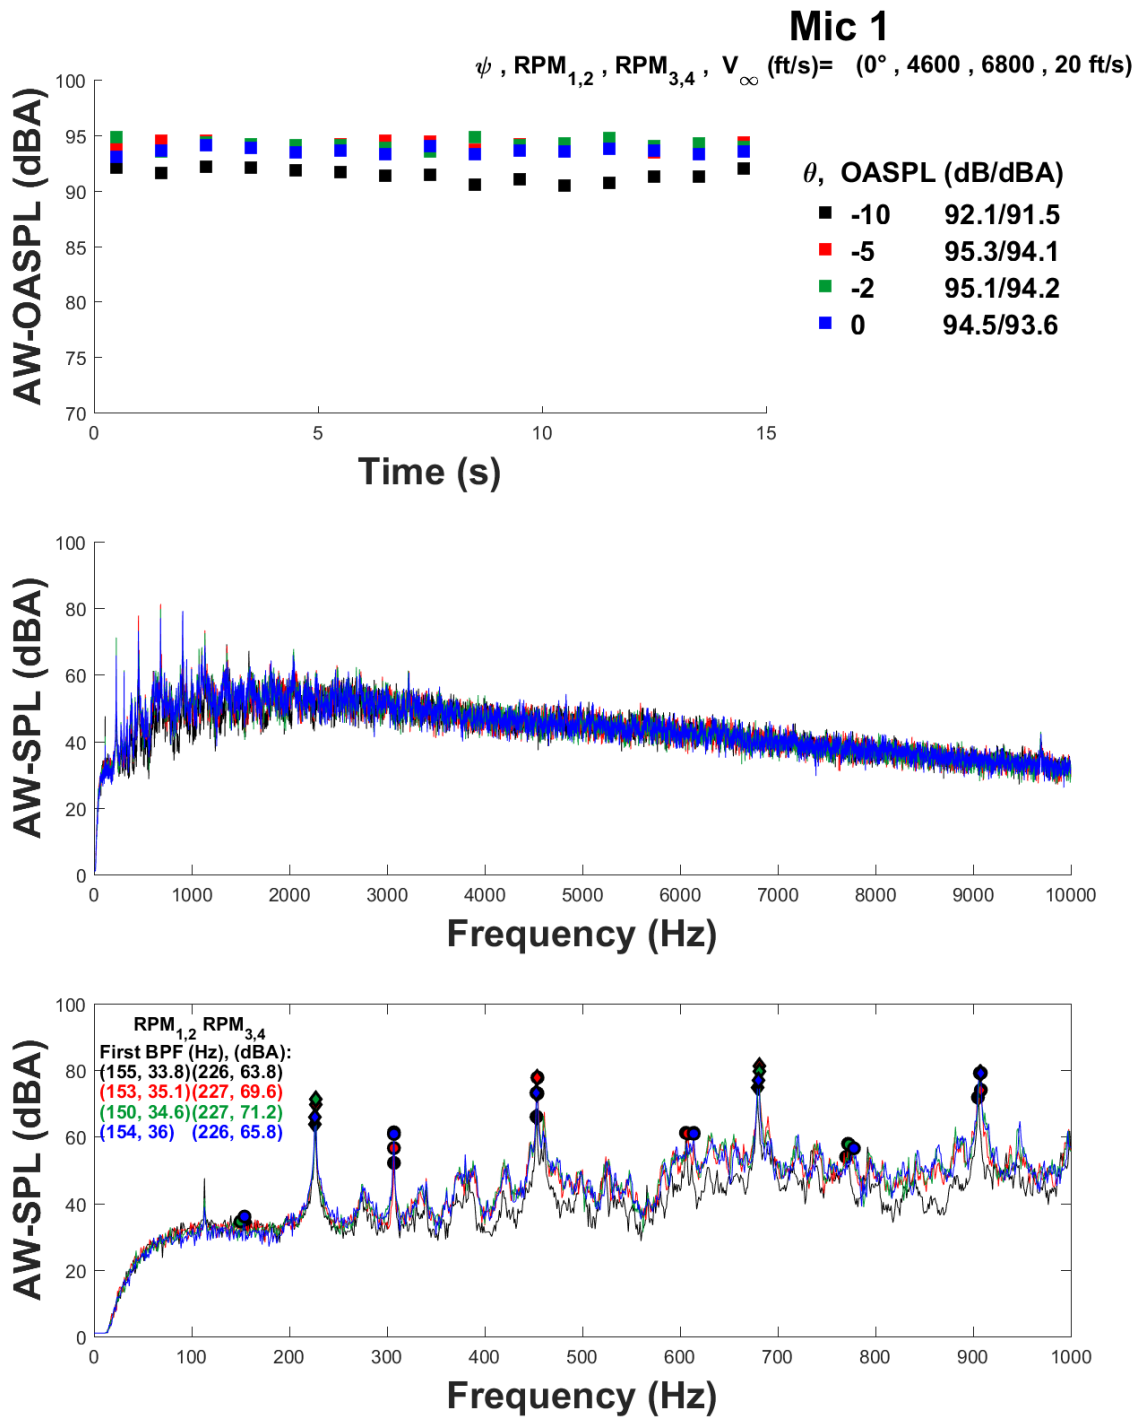 Mic 1
ψ , RPM1,2 , RPM3,4 , V∞ (ft/s)= (0° , 4600 , 6800 , 20 ft/s)
100
95
90
85
80
75
70
AW-OASPL (dBA)
0 5 10 15
Time (s)
θ, OASPL (dB/dBA)
-10 92.1/91.5
-5 95.3/94.1
-2 95.1/94.2
0 94.5/93.6
100
80
60
40
20
0
AW-SPL (dBA)
0 1000 2000 3000 4000 5000 6000 7000 8000 9000 10000
Frequency (Hz)
100
80
60
40
20
0
AW-SPL (dBA)
RPM1,2 RPM3,4
First BPF (Hz), (dBA):
(155, 33.8)(226, 63.8)
(153, 35.1)(227, 69.6)
(150, 34.6)(227, 71.2)
(154, 36) (226, 65.8)
0 100 200 300 400 500 600 700 800 900 1000
Frequency (Hz)